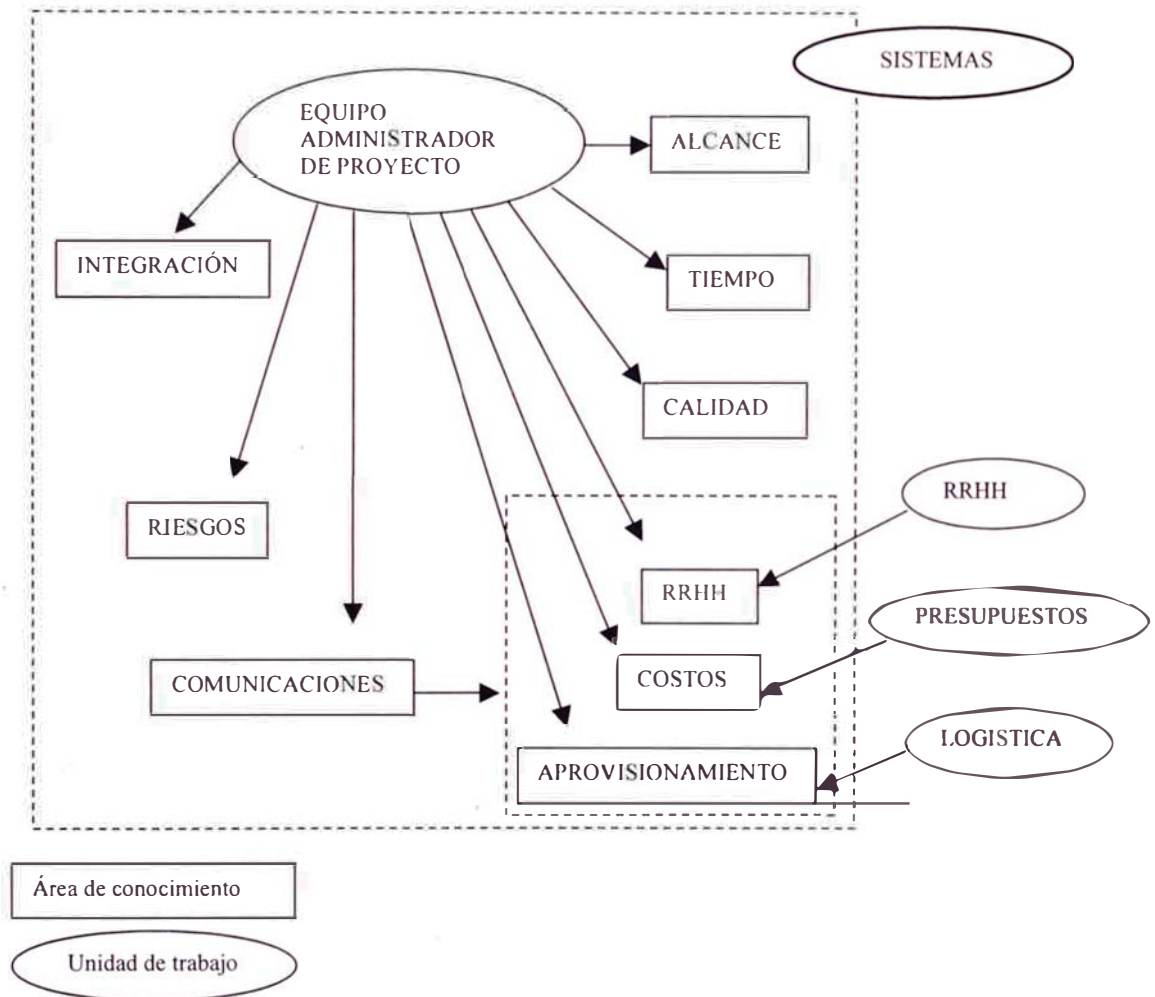 SISTEMAS
EQUIPO
ADMINISTRADOR
DE PROYECTO
ALCANCE
INTEGRACIÓN
TIEMPO
CALIDAD
RRHH
RIESGOS
RRHH
PRESUPUESTOS
COMUNICACIONES
COSTOS
LOGISTICA
APROVISIONAMIENTO
Área de conocimiento
Unidad de trabajo